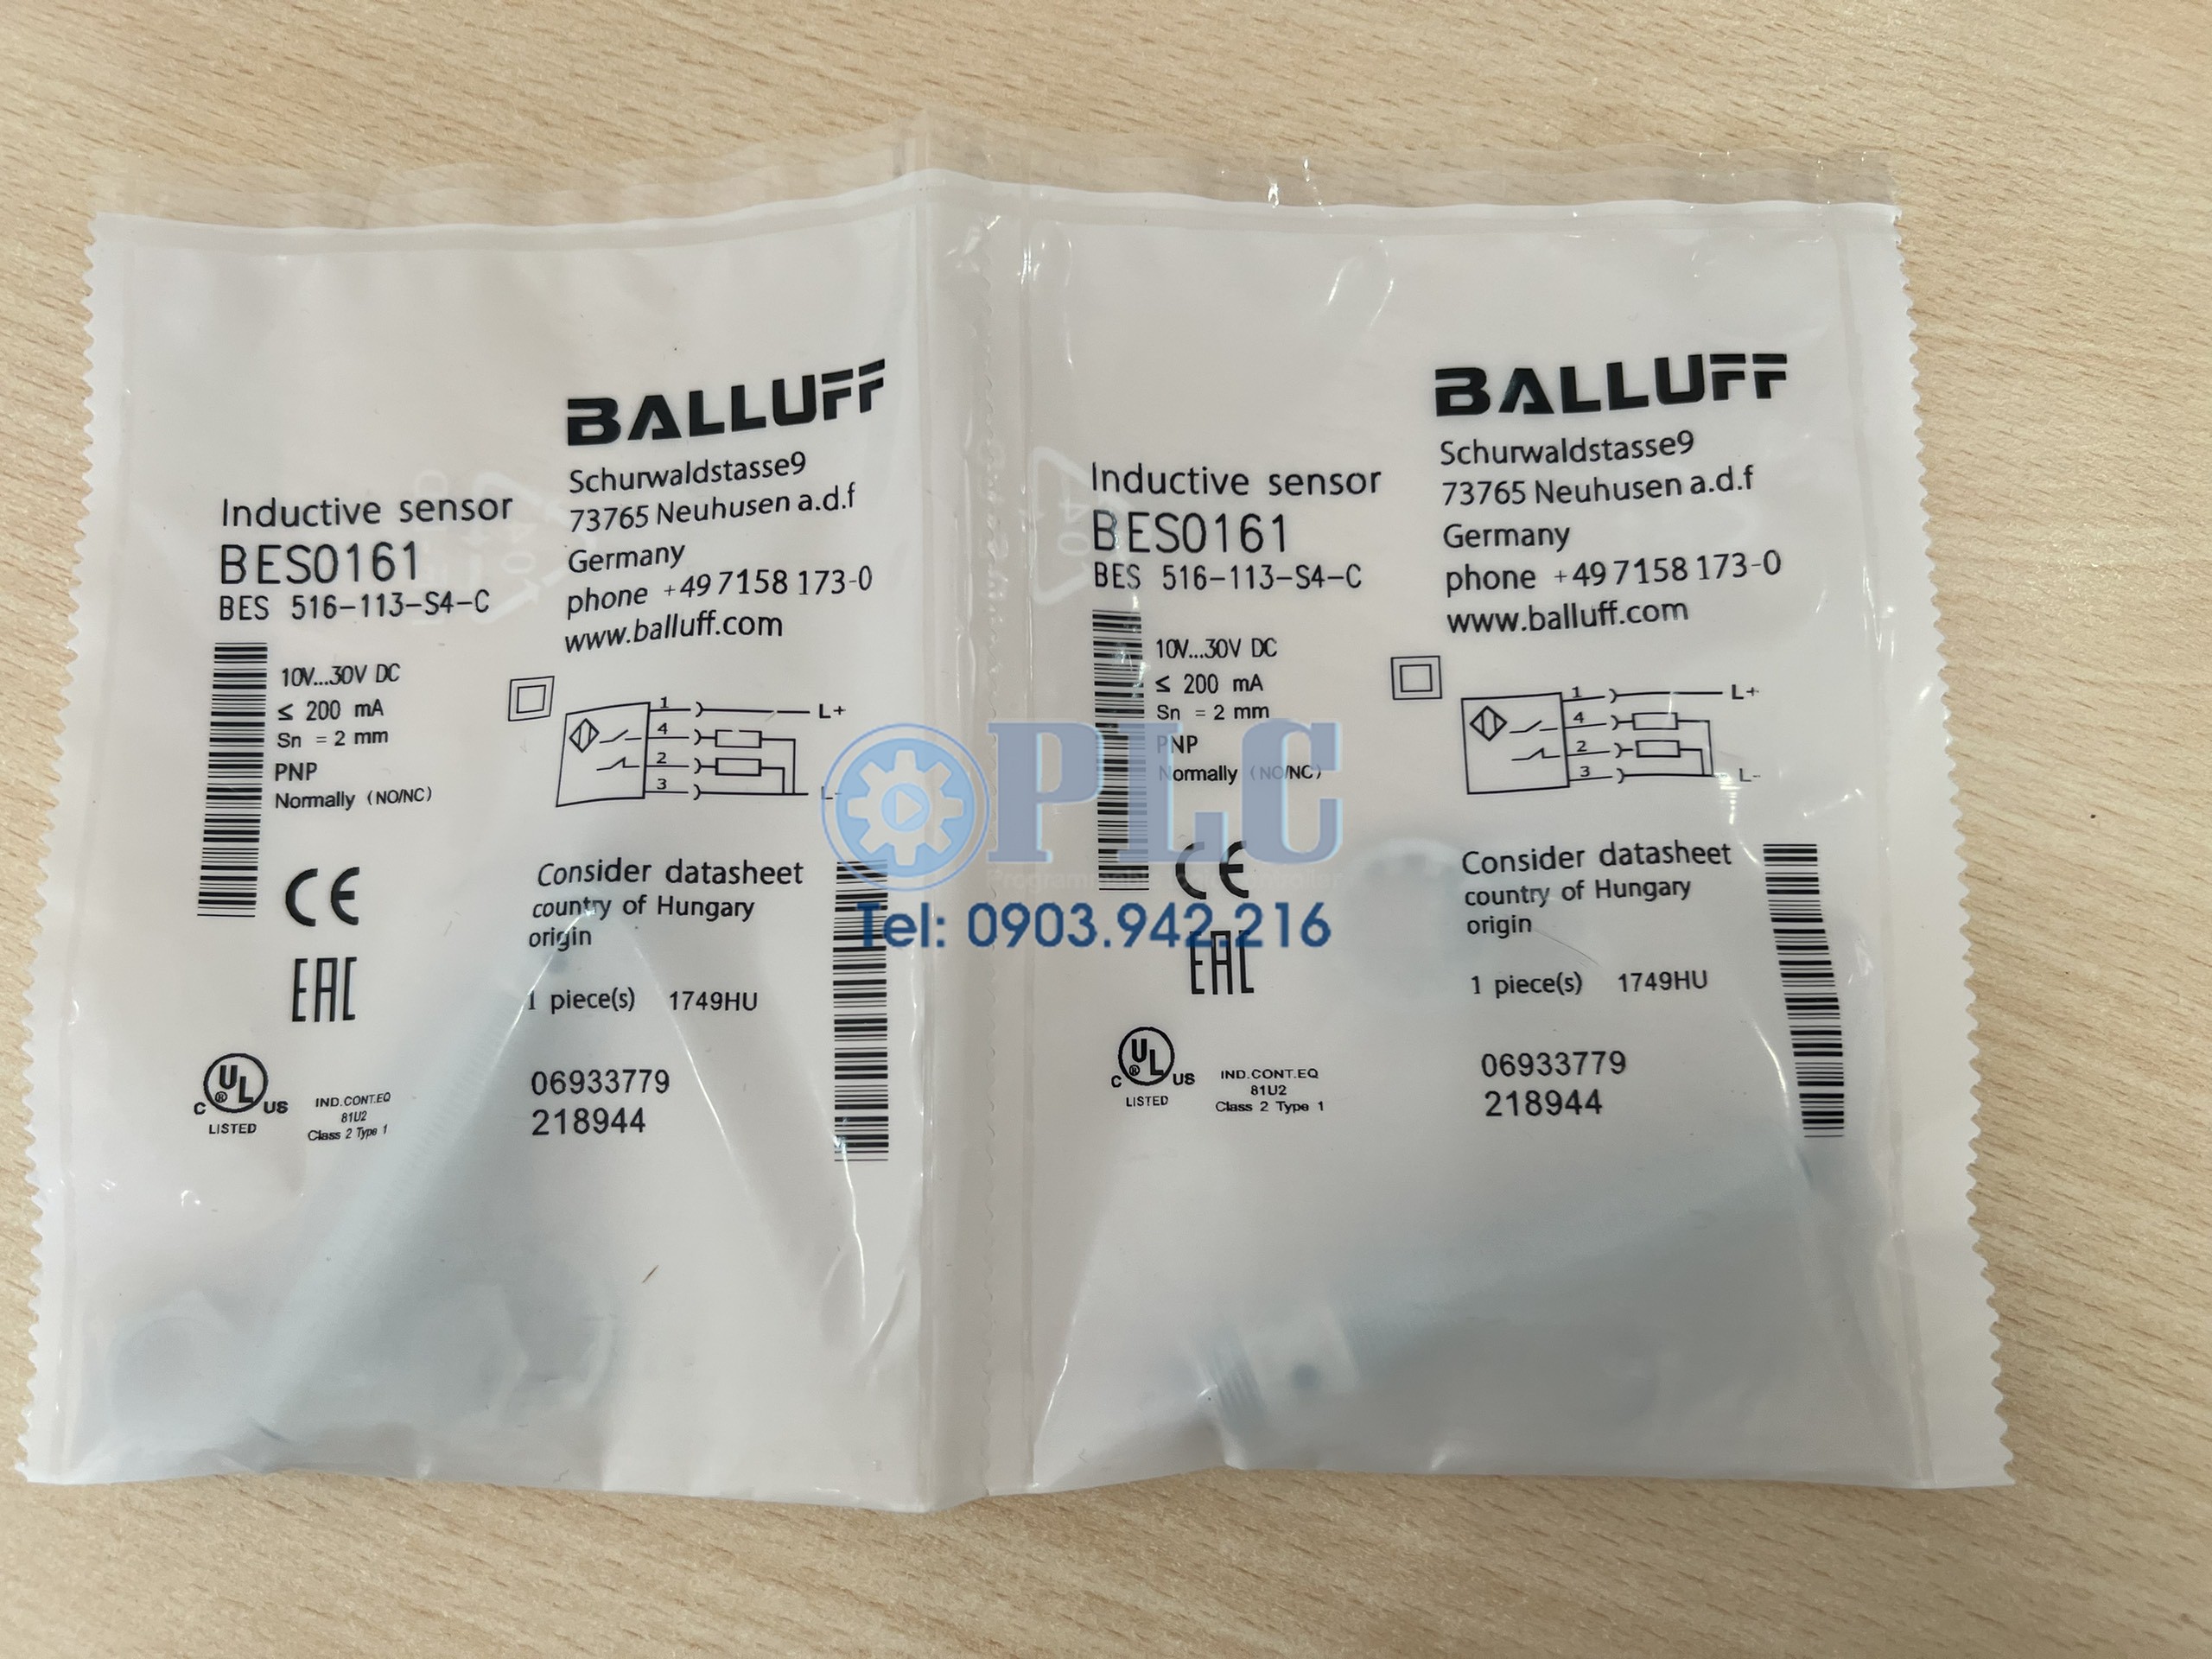 BALLUFF
Schurwaldstasse9
73765 Neuhusen a.d.f
Germany
phone +49 7158 173-0
www.balluff.com
Inductive sensor
BES0161
BES 516-113-S4-C
10V...30V DC
≤ 200 mA
Sn = 2 mm
PNP
Normally (NO/NC)
1
4
2
3
L+
L-
CE
EAC
Consider datasheet
country of Hungary
origin
1 piece(s) 1749HU
06933779
218944
C UL ® US
LISTED
IND.CONT.EQ
81U2
Class 2 Type 1
BALLUFF
Schurwaldstasse9
73765 Neuhusen a.d.f
Germany
phone +49 7158 173-0
www.balluff.com
Inductive sensor
BES0161
BES 516-113-S4-C
10V...30V DC
≤ 200 mA
Sn = 2 mm
PNP
Normally (NO/NC)
1
4
2
3
L+
L-
CE
EAC
Consider datasheet
country of Hungary
origin
1 piece(s) 1749HU
06933779
218944
C UL ® US
LISTED
IND.CONT.EQ
81U2
Class 2 Type 1
PLC
Tel: 0903.942.216